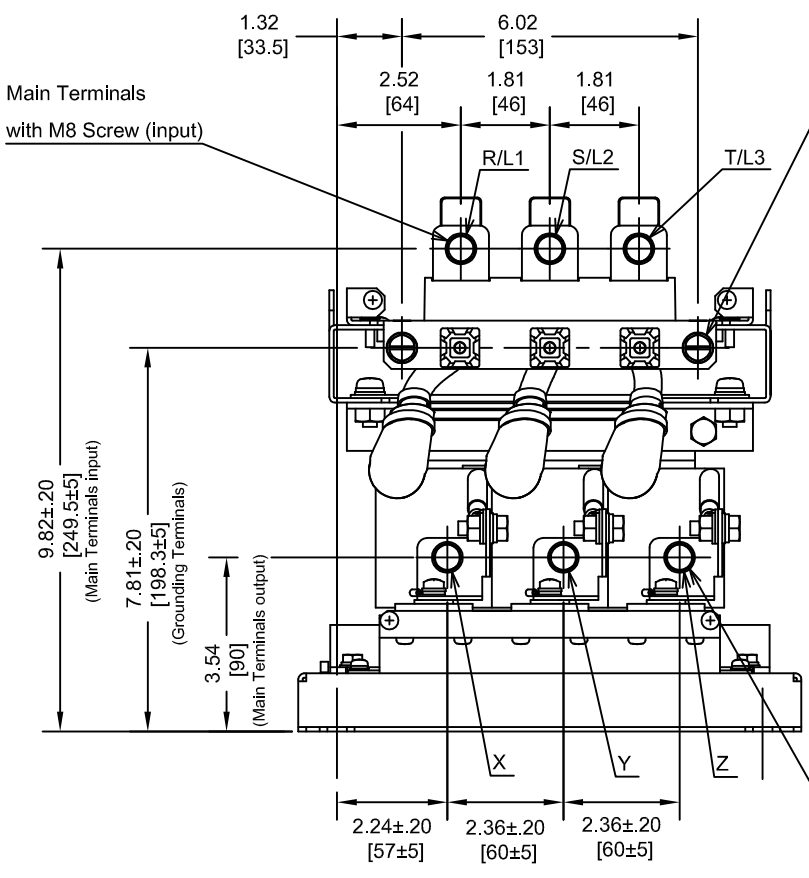 1.32
[33.5]
6.02
[153]
2.52
[64]
1.81
[46]
1.81
[46]
Main Terminals
with M8 Screw (input)
R/L1
S/L2
T/L3
9.82±.20
[249.5±5]
(Main Terminals input)
7.81±.20
[198.3±5]
(Grounding Terminals)
3.54
[90]
(Main Terminals output)
X
Y
Z
2.24±.20
[57±5]
2.36±.20
[60±5]
2.36±.20
[60±5]